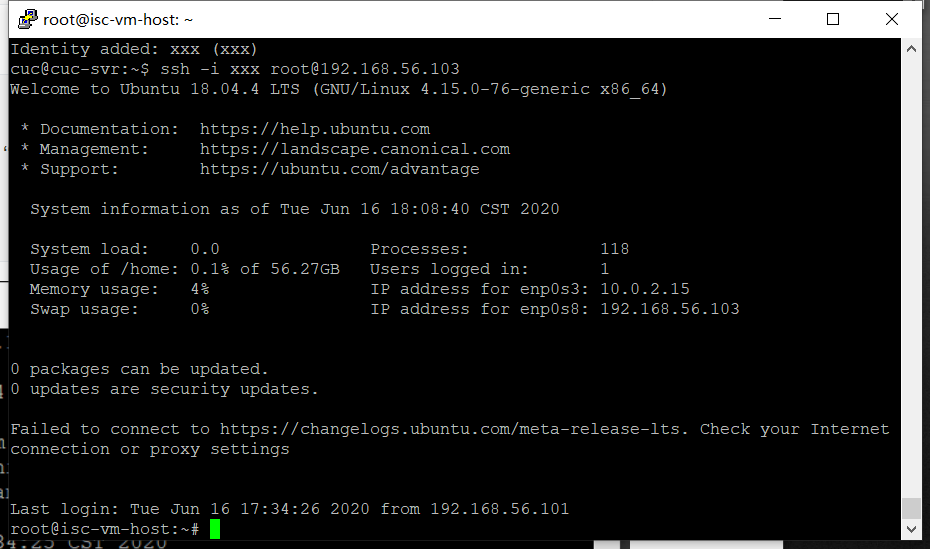 root@isc-vm-host: ~
Identity added: xxx (xxx)
cuc@cuc-svr:~$ ssh -i xxx root@192.168.56.103
Welcome to Ubuntu 18.04.4 LTS (GNU/Linux 4.15.0-76-generic x86_64)
* Documentation:  https://help.ubuntu.com
* Management:     https://landscape.canonical.com
* Support:        https://ubuntu.com/advantage
System information as of Tue Jun 16 18:08:40 CST 2020
System load:    0.0               Processes:             118
Usage of /home: 0.1% of 56.27GB   Users logged in:       1
Memory usage:   4%                IP address for enp0s3: 10.0.2.15
Swap usage:     0%                IP address for enp0s8: 192.168.56.103
0 packages can be updated.
0 updates are security updates.
Failed to connect to https://changelogs.ubuntu.com/meta-release-lts. Check your Internet
connection or proxy settings
Last login: Tue Jun 16 17:34:26 2020 from 192.168.56.101
root@isc-vm-host:~#